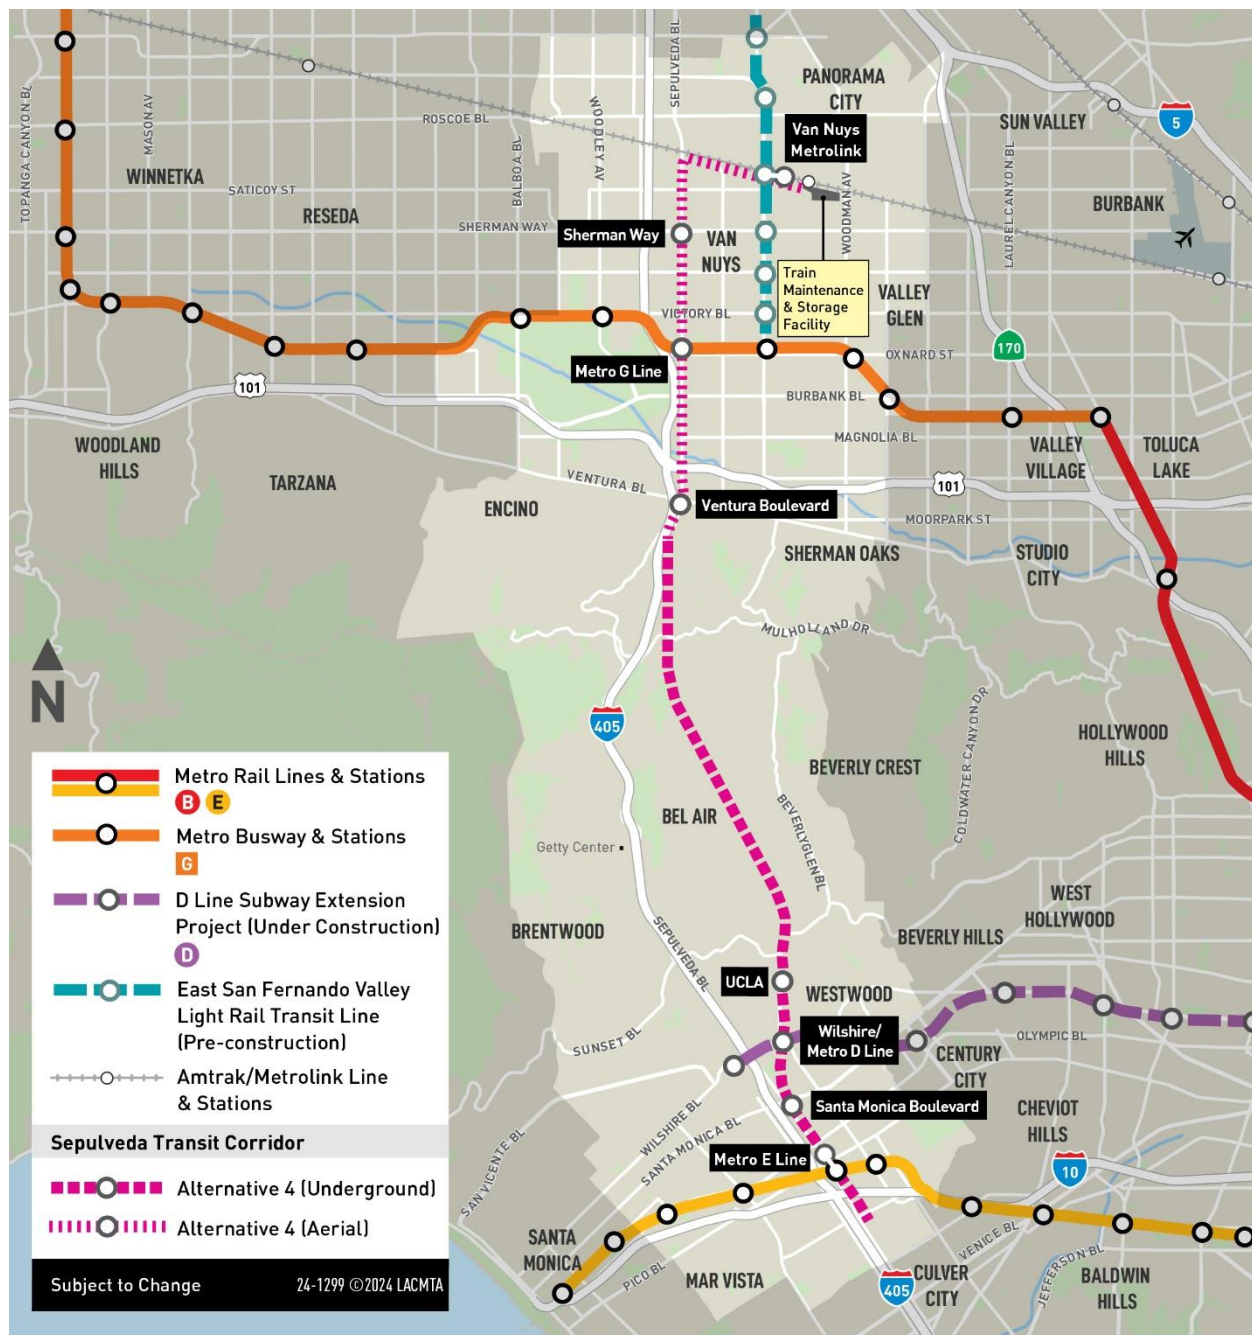 SEPULVEDA BL
PANORAMA
CITY
TOPANGA CANYON BL
MASON AV
ROSCOE BL
BALBOA BL
WOODLEY AV
Van Nuys
Metrolink
SUN VALLEY
5
LAUREL CANYON BL
WINNETKA
SATICOY ST
RESEDA
SHERMAN WAY
Sherman Way
VAN
NUYS
WOODMAN AV
BURBANK
Train
Maintenance
& Storage
Facility
VALLEY
GLEN
VICTORY BL
170
OXNARD ST
Metro G Line
101
BURBANK BL
MAGNOLIA BL
WOODLAND
HILLS
TARZANA
VENTURA BL
ENCINO
Ventura Boulevard
101
VALLEY
VILLAGE
TOLUCA
LAKE
MOORPARK ST
SHERMAN OAKS
STUDIO
CITY
MULHOLLAND DR
N
405
COLDWATER CANYON DR
HOLLYWOOD
HILLS
BEVERLY CREST
BEL AIR
BEVERLYGLEN BL
Getty Center
WEST
HOLLYWOOD
BRENTWOOD
SEPULVEDA BL
BEVERLY HILLS
UCLA
WESTWOOD
Wilshire/
Metro D Line
SUNSET BL
OLYMPIC BL
CENTURY
CITY
Santa Monica Boulevard
CHEVIOT
HILLS
WILSHIRE BL
SANTA MONICA BL
SAN VICENTE BL
Metro E Line
10
SANTA
MONICA
PICO BL
MAR VISTA
VENICE BL
JEFFERSON BL
405
CULVER
CITY
BALDWIN
HILLS
Metro Rail Lines & Stations
B E
Metro Busway & Stations
G
D Line Subway Extension
Project (Under Construction)
D
East San Fernando Valley
Light Rail Transit Line
(Pre-construction)
Amtrak/Metrolink Line
& Stations
Sepulveda Transit Corridor
Alternative 4 (Underground)
Alternative 4 (Aerial)
Subject to Change 24-1299 ©2024 LACMTA